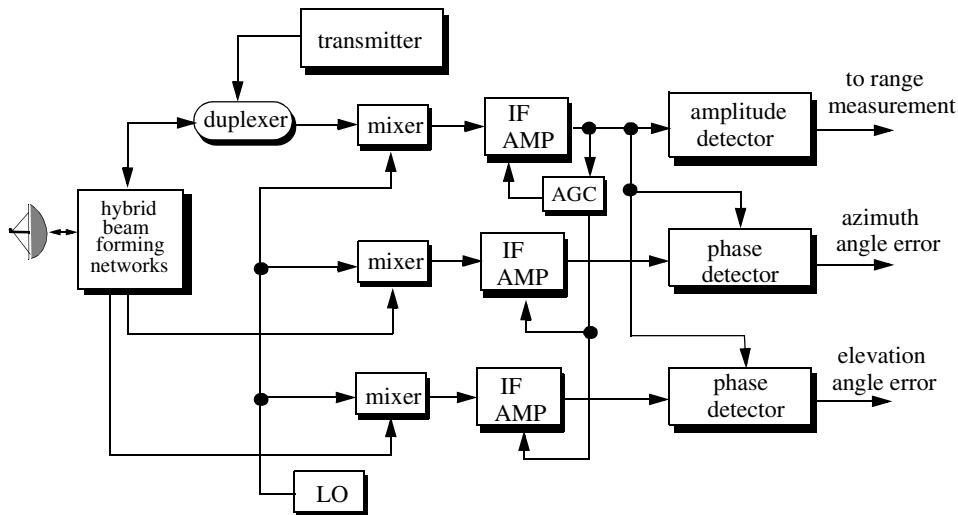 transmitter
duplexer
mixer
IF
AMP
amplitude
detector
to range
measurement
AGC
hybrid
beam
forming
networks
mixer
IF
AMP
phase
detector
azimuth
angle error
mixer
IF
AMP
phase
detector
elevation
angle error
LO